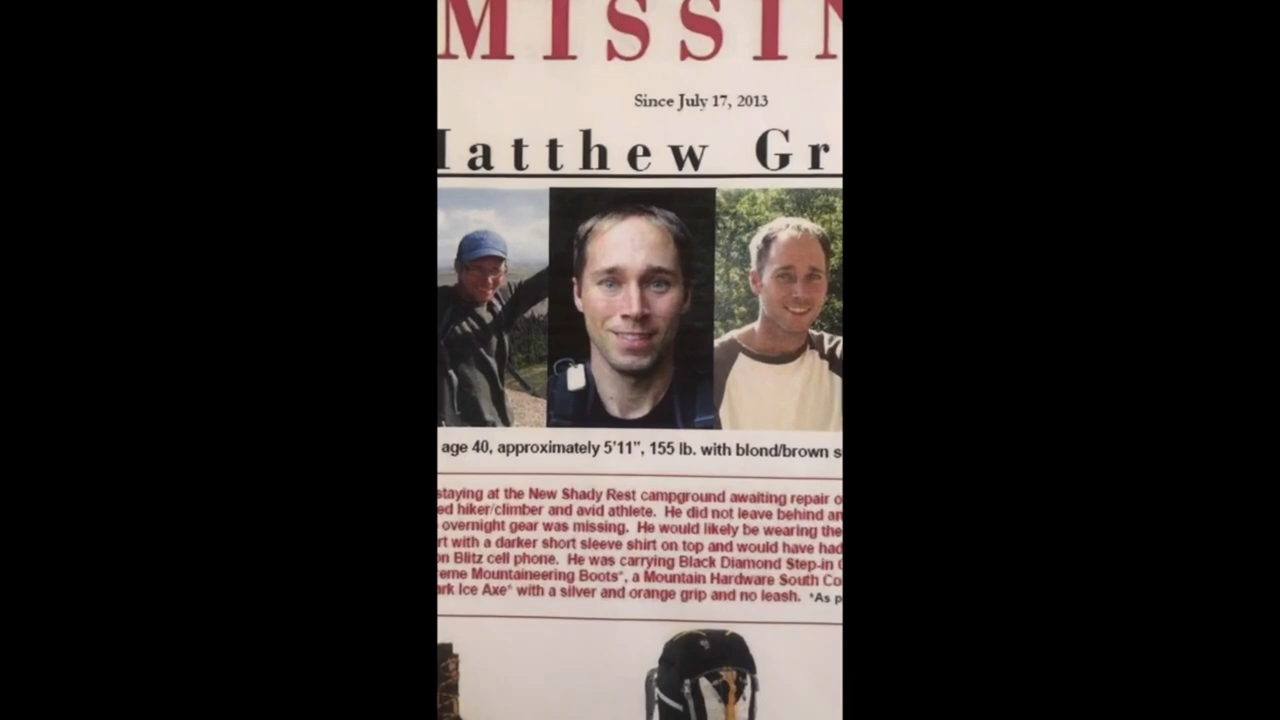 MISSIN
Since July 17, 2013
Matthew Gr
age 40, approximately 5'11", 155 lb. with blond/brown s
staying at the New Shady Rest campground awaiting repair o
ed hiker/climber and avid athlete. He did not leave behind an
overnight gear was missing. He would likely be wearing the
rt with a darker short sleeve shirt on top and would have had
on Blitz cell phone. He was carrying Black Diamond Step-in C
reme Mountaineering Boots*, a Mountain Hardware South Co
ark Ice Axe* with a silver and orange grip and no leash. *As p